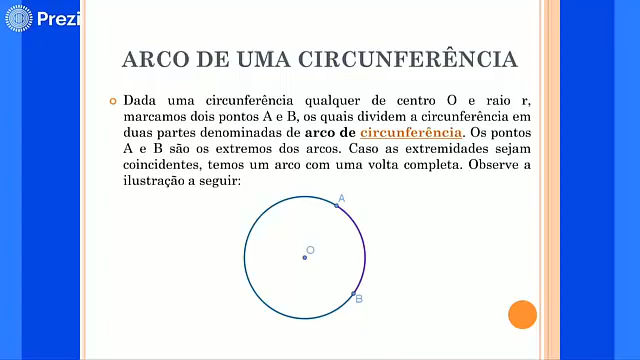 Prezi
ARCO DE UMA CIRCUNFERÊNCIA
Dada uma circunferência qualquer de centro O e raio r,
marcamos dois pontos A e B, os quais dividem a circunferência em
duas partes denominadas de arco de circunferência. Os pontos
A e B são os extremos dos arcos. Caso as extremidades sejam
coincidentes, temos um arco com uma volta completa. Observe a
ilustração a seguir:
A
O
B